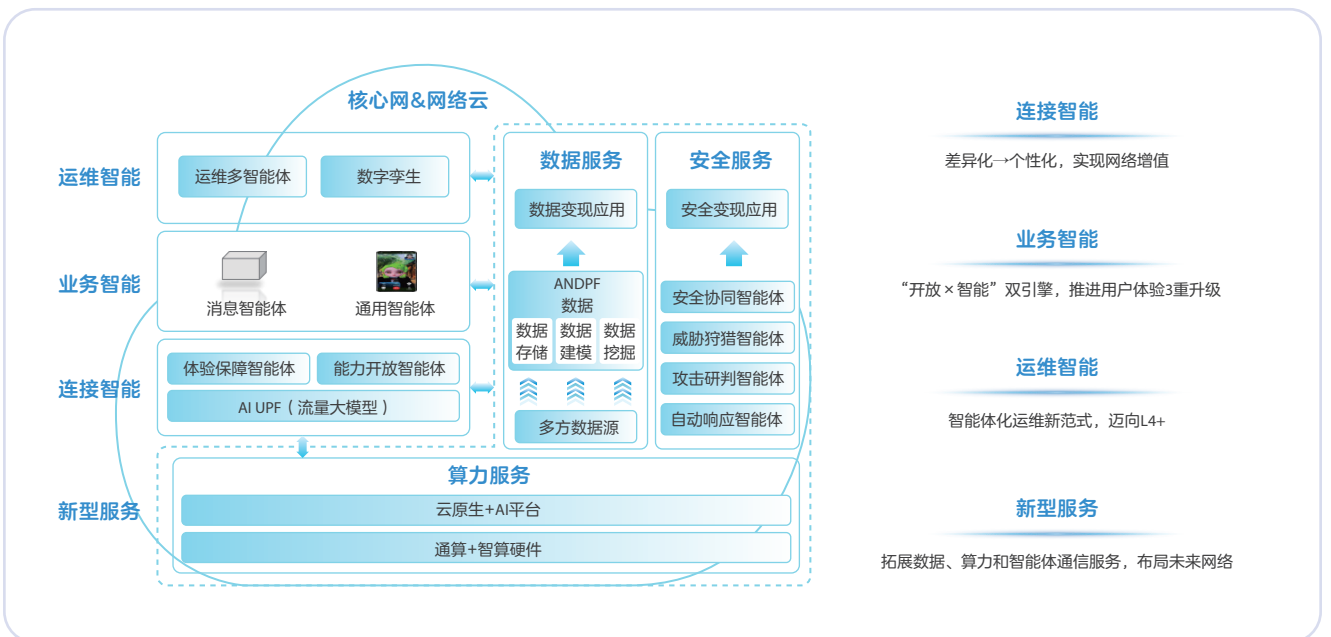 核心网&网络云
运维智能
运维多智能体
数字孪生
业务智能
消息智能体
通用智能体
连接智能
体验保障智能体
能力开放智能体
AI UPF（流量大模型）
数据服务
数据变现应用
ANDPF
数据
数据
存储
数据
建模
数据
挖掘
多方数据源
安全服务
安全变现应用
安全协同智能体
威胁狩猎智能体
攻击研判智能体
自动响应智能体
新型服务
算力服务
云原生+AI平台
通算+智算硬件
连接智能
差异化→个性化，实现网络增值
业务智能
“开放×智能”双引擎，推进用户体验3重升级
运维智能
智能体化运维新范式，迈向L4+
新型服务
拓展数据、算力和智能体通信服务，布局未来网络